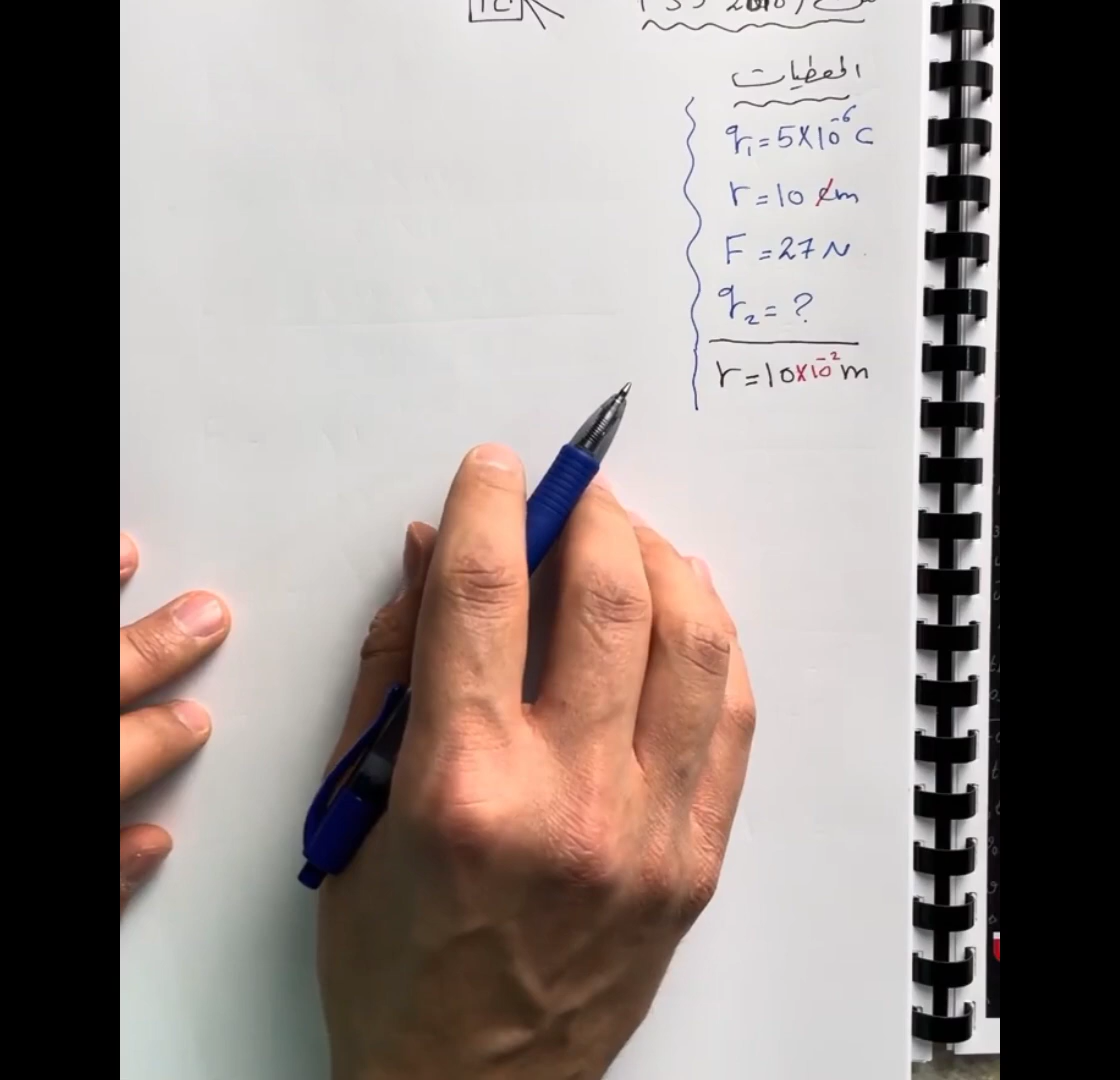 المعطيات
q₁ = 5×10⁻⁶ C
r = 10 cm
F = 27 N
q₂ = ?
r = 10×10⁻² m